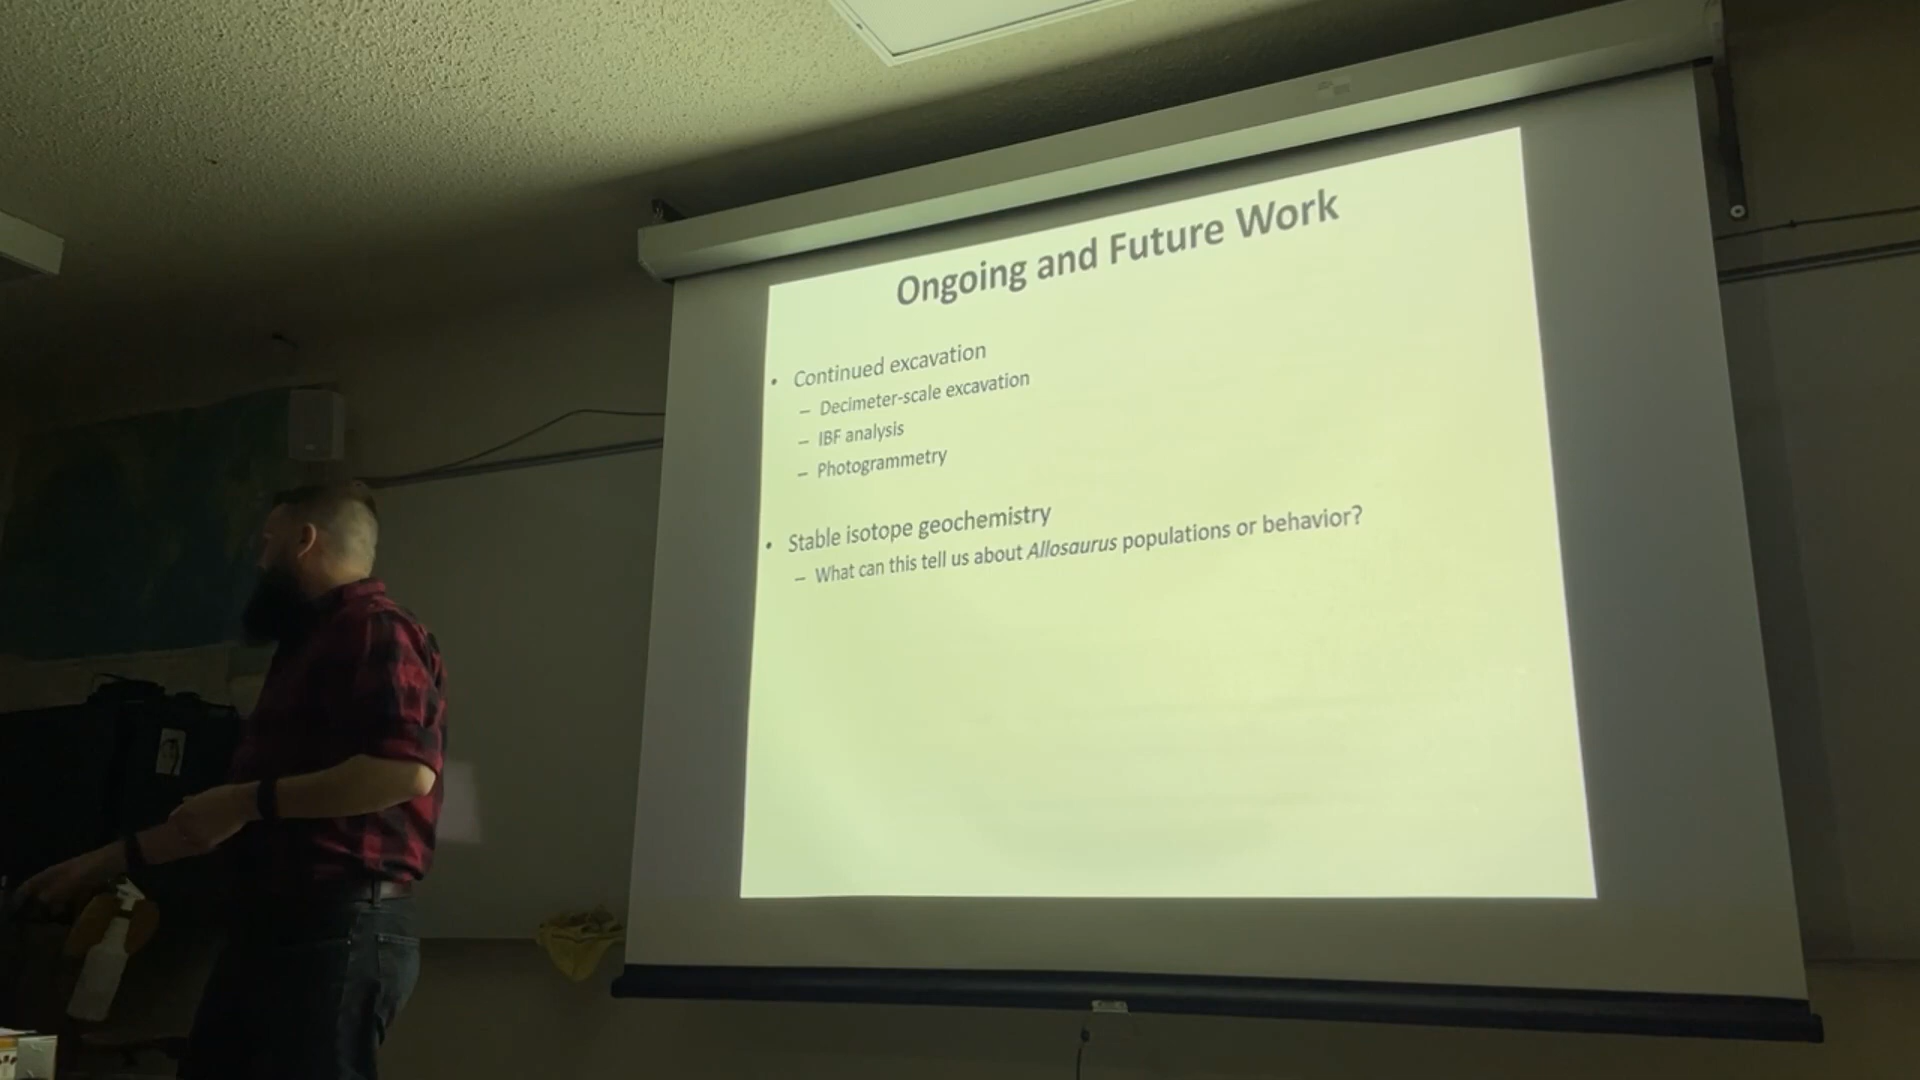 Ongoing and Future Work
• Continued excavation
– Decimeter-scale excavation
– IBF analysis
– Photogrammetry
• Stable isotope geochemistry
– What can this tell us about Allosaurus populations or behavior?